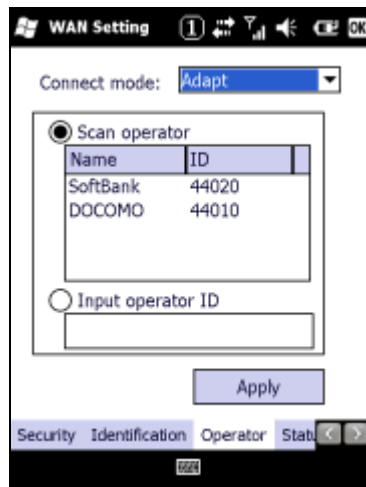 WAN Setting 1 OK
Connect mode: Adapt
Scan operator
Name ID
SoftBank 44020
DOCOMO 44010
Input operator ID
Apply
Security Identification Operator